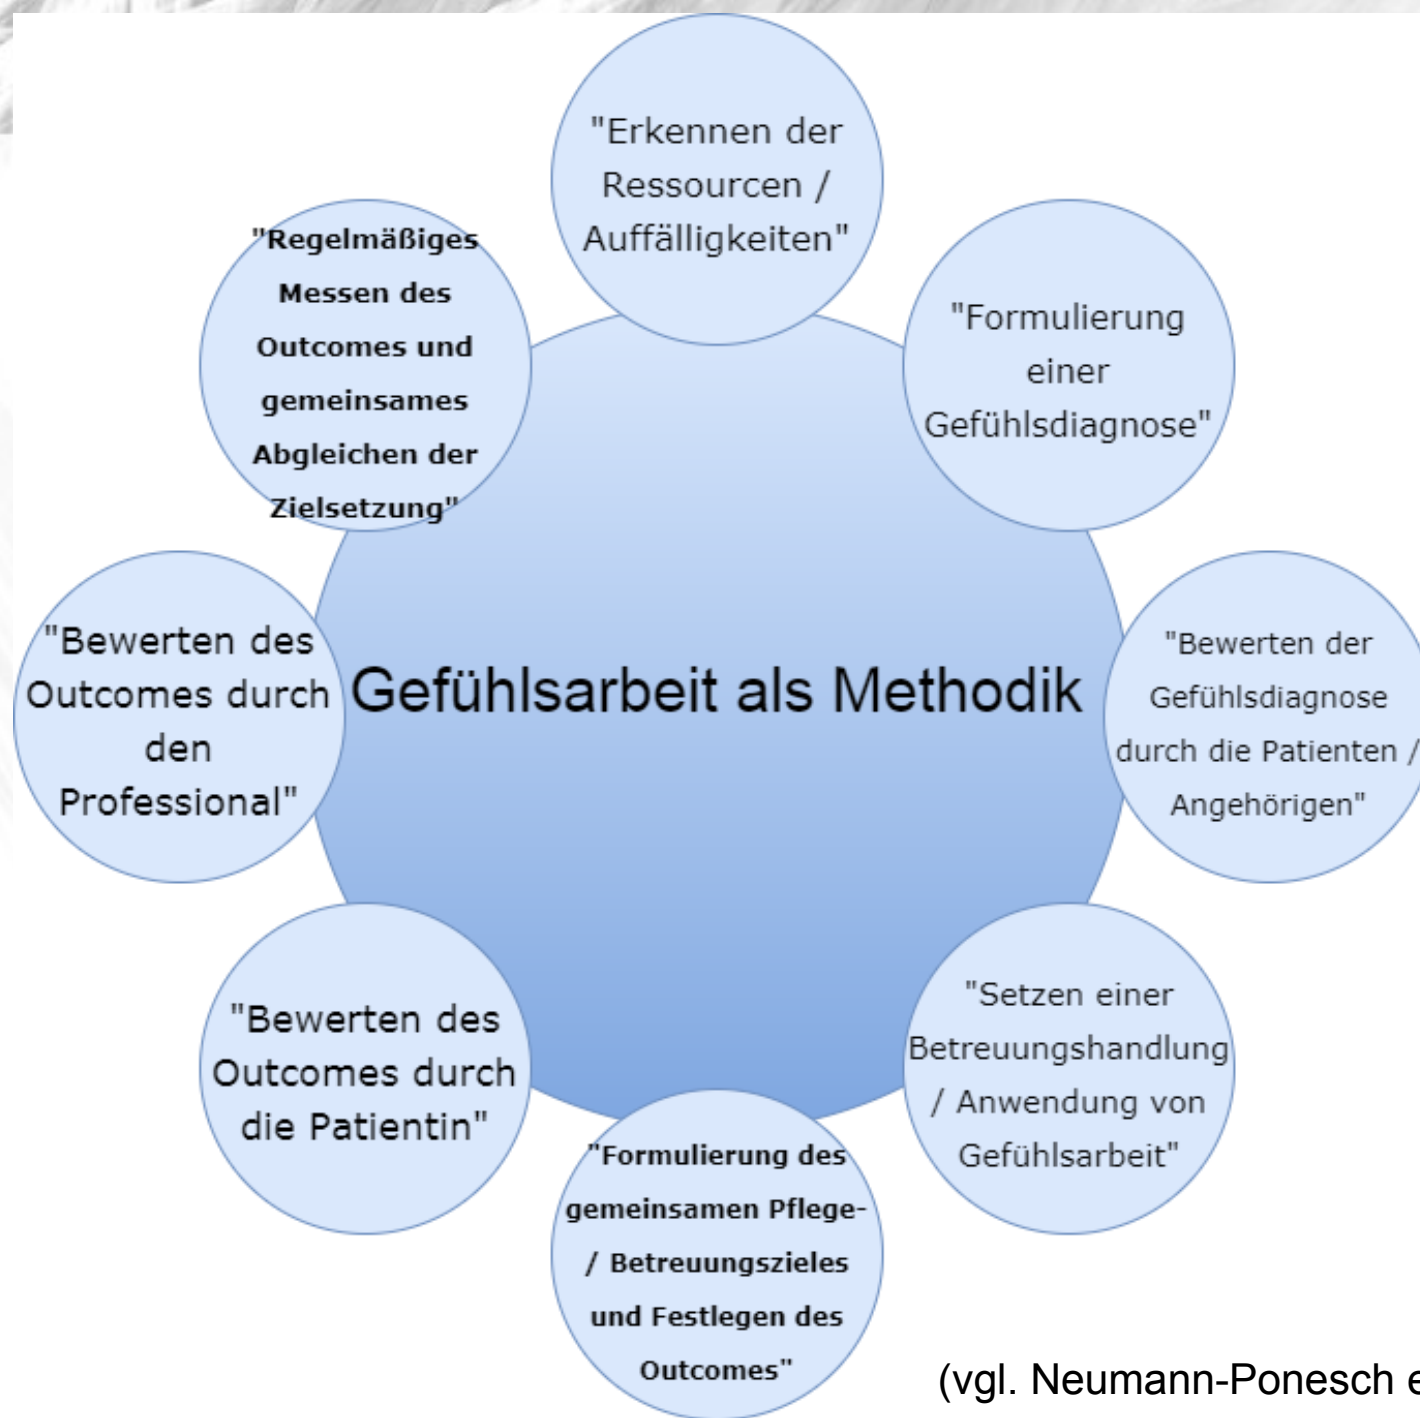 "Erkennen der
Ressourcen /
Auffälligkeiten"
"Formulierung
einer
Gefühlsdiagnose"
"Bewerten der
Gefühlsdiagnose
durch die Patienten /
Angehörigen"
"Setzen einer
Betreuungshandlung
/ Anwendung von
Gefühlsarbeit"
"Formulierung des
gemeinsamen Pflege-
/ Betreuungszieles
und Festlegen des
Outcomes"
"Bewerten des
Outcomes durch
die Patientin"
"Bewerten des
Outcomes durch
den
Professional"
"Regelmäßiges
Messen des
Outcomes und
gemeinsames
Abgleichen der
Zielsetzung"
Gefühlsarbeit als Methodik
(vgl. Neumann-Ponesch e